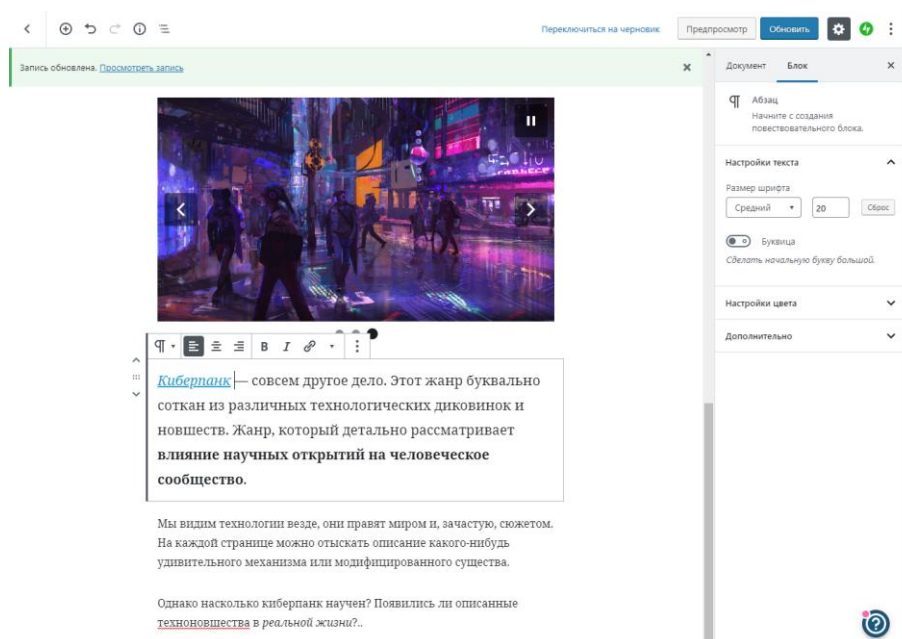 Переключиться на черновик
Предпросмотр
Обновить
Запись обновлена. Просмотреть запись
Документ
Блок
Абзац
Начните с создания
повествовательного блока.
Настройки текста
Размер шрифта
Средний
20
Сброс
Буквица
Сделать начальную букву большой.
Настройки цвета
Дополнительно
B I
Киберпанк — совсем другое дело. Этот жанр буквально
соткан из различных технологических диковинок и
новшеств. Жанр, который детально рассматривает
влияние научных открытий на человеческое
сообщество.
Мы видим технологии везде, они правят миром и, зачастую, сюжетом.
На каждой странице можно отыскать описание какого-нибудь
удивительного механизма или модифицированного существа.
Однако насколько киберпанк научен? Появились ли описанные
техноновшества в реальной жизни?..